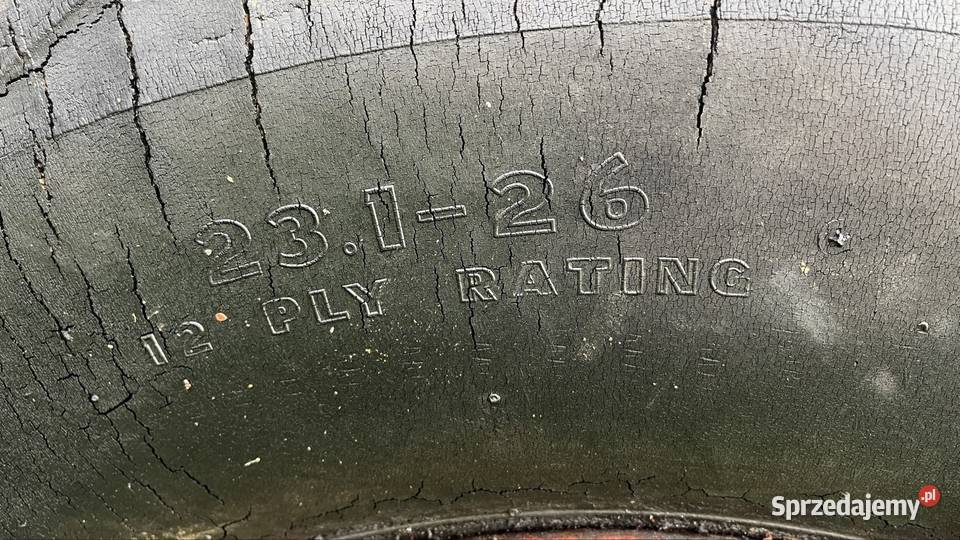 23.1-26
12 PLY RATING
Sprzedajemy.pl